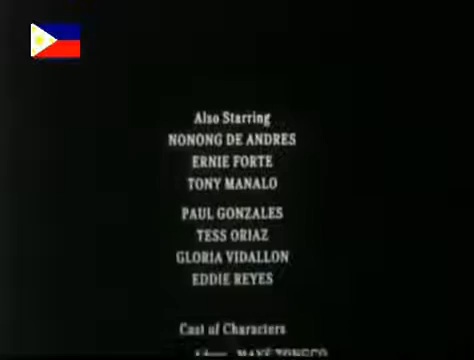 Also Starring
NONONG DE ANDRES
ERNIE FORTE
TONY MANALO
PAUL GONZALES
TESS ORIAZ
GLORIA VIDALLON
EDDIE REYES
Cast of Characters